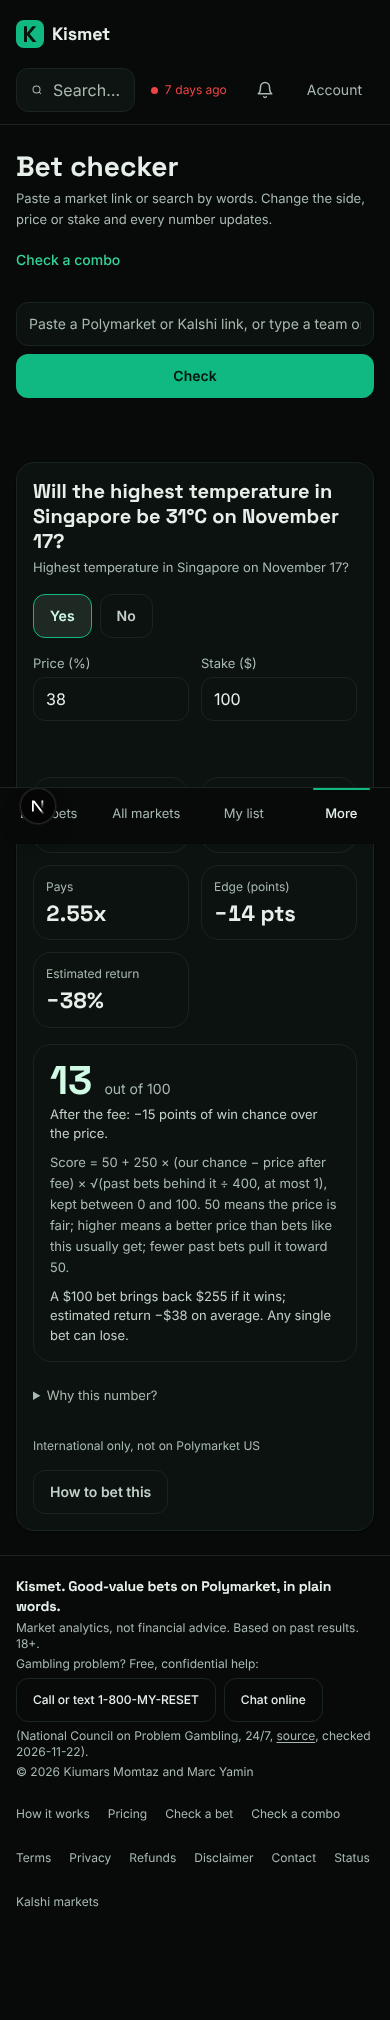 Kismet
Search...
7 days ago
Account
Bet checker
Paste a market link or search by words. Change the side,
price or stake and every number updates.
Check a combo
Paste a Polymarket or Kalshi link, or type a team o
Check
Will the highest temperature in
Singapore be 31°C on November
17?
Highest temperature in Singapore on November 17?
Yes
No
Price (%)
Stake ($)
38
100
bets
All markets
My list
More
Pays
Edge (points)
2.55x
−14 pts
Estimated return
−38%
13 out of 100
After the fee: −15 points of win chance over
the price.
Score = 50 + 250 × (our chance − price after
fee) × √(past bets behind it ÷ 400, at most 1),
kept between 0 and 100. 50 means the price is
fair; higher means a better price than bets like
this usually get; fewer past bets pull it toward
50.
A $100 bet brings back $255 if it wins;
estimated return −$38 on average. Any single
bet can lose.
Why this number?
International only, not on Polymarket US
How to bet this
Kismet. Good-value bets on Polymarket, in plain
words.
Market analytics, not financial advice. Based on past results.
18+.
Gambling problem? Free, confidential help:
Call or text 1-800-MY-RESET
Chat online
(National Council on Problem Gambling, 24/7, source, checked
2026-11-22).
© 2026 Kiumars Momtaz and Marc Yamin
How it works
Pricing
Check a bet
Check a combo
Terms
Privacy
Refunds
Disclaimer
Contact
Status
Kalshi markets